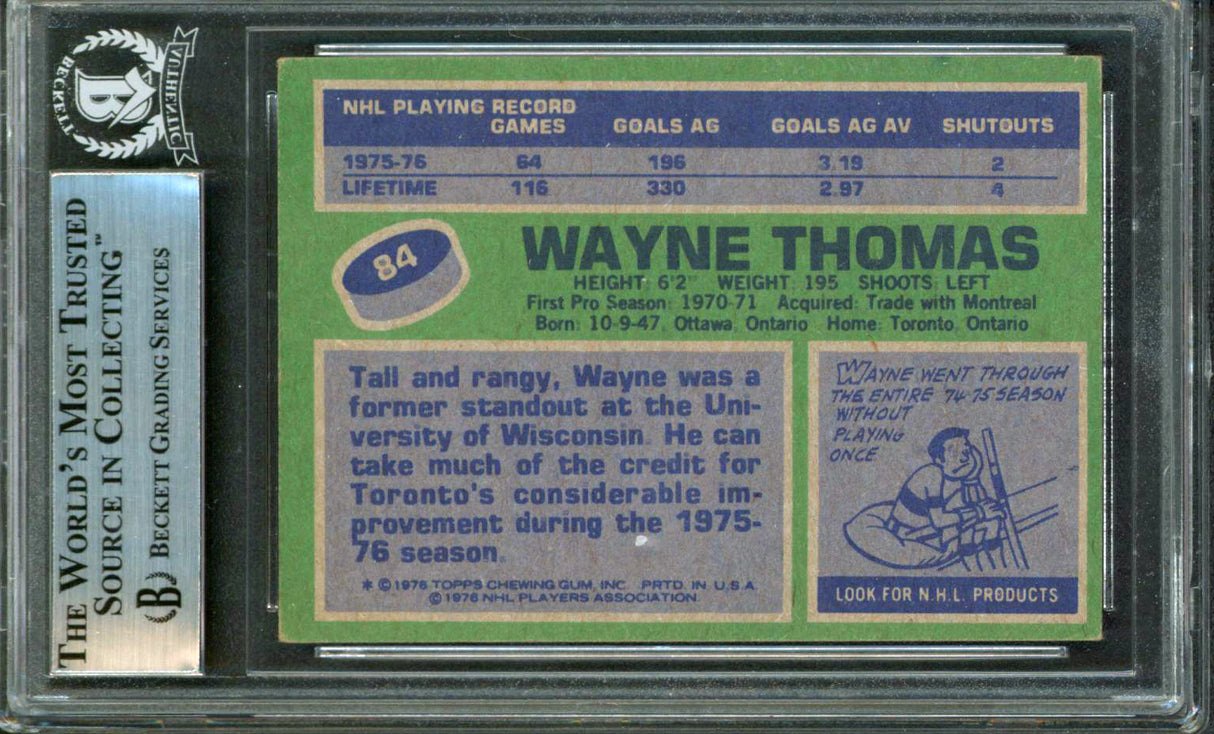 BECKETT
AUTHENTIC
B
THE WORLD'S MOST TRUSTED
SOURCE IN COLLECTING™
B BECKETT GRADING SERVICES
NHL PLAYING RECORD
GAMES GOALS AG GOALS AG AV SHUTOUTS
1975-76 64 196 3.19 2
LIFETIME 116 330 2.97 4
84
WAYNE THOMAS
HEIGHT: 6'2" WEIGHT: 195 SHOOTS: LEFT
First Pro Season: 1970-71 Acquired: Trade with Montreal
Born: 10-9-47, Ottawa, Ontario Home: Toronto, Ontario
Tall and rangy, Wayne was a
former standout at the Uni-
versity of Wisconsin. He can
take much of the credit for
Toronto's considerable im-
provement during the 1975-
76 season.
* © 1976 TOPPS CHEWING GUM, INC. PRTD. IN U.S.A.
© 1976 NHL PLAYERS ASSOCIATION
WAYNE WENT THROUGH
THE ENTIRE 74-75 SEASON
WITHOUT
PLAYING
ONCE
LOOK FOR N.H.L. PRODUCTS